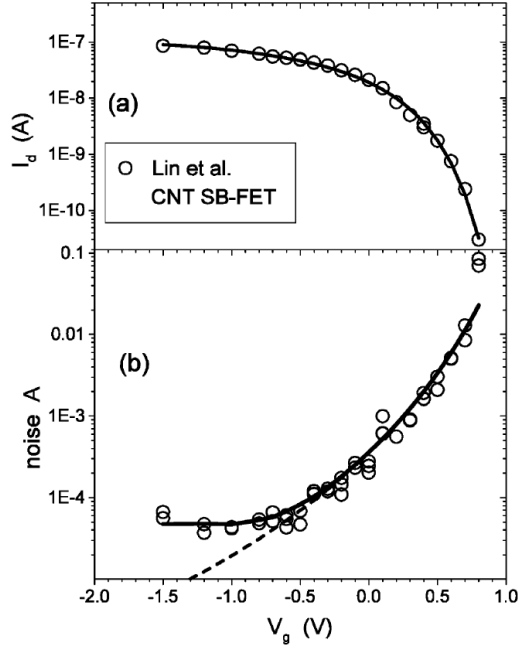 1E-7
1E-8
1E-9
1E-10
I_d (A)
(a)
Lin et al.
CNT SB-FET
0.1
0.01
1E-3
1E-4
noise A
(b)
-2.0 -1.5 -1.0 -0.5 0.0 0.5 1.0
V_g (V)